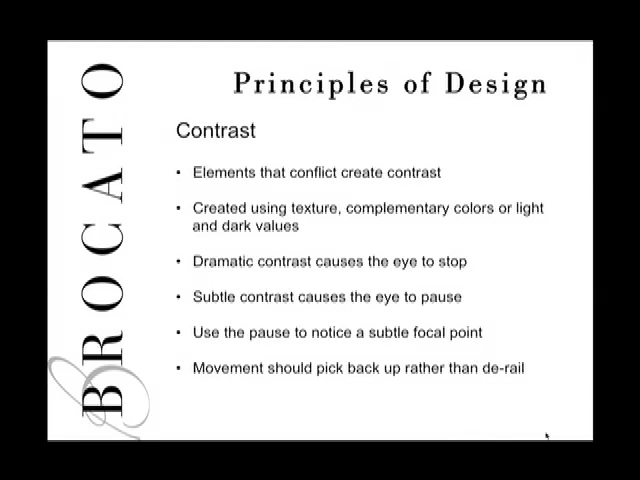 Principles of Design
BROCATO
Contrast
• Elements that conflict create contrast
• Created using texture, complementary colors or light
and dark values
• Dramatic contrast causes the eye to stop
• Subtle contrast causes the eye to pause
• Use the pause to notice a subtle focal point
• Movement should pick back up rather than de-rail